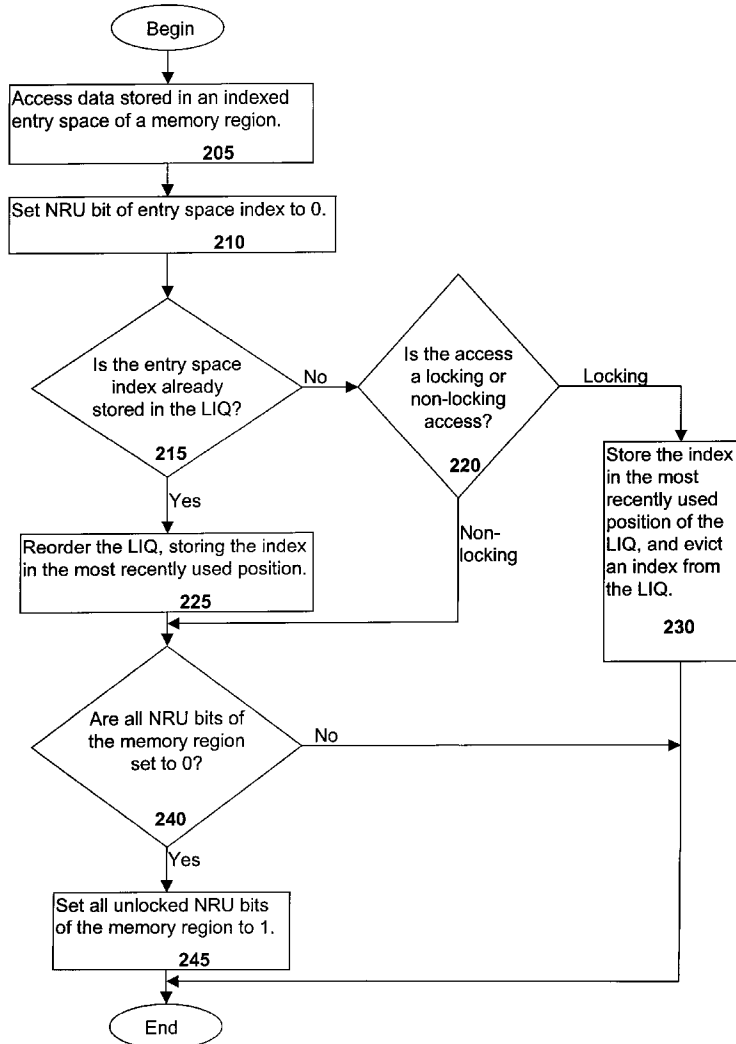 Begin
Access data stored in an indexed
entry space of a memory region.
205
Set NRU bit of entry space index to 0.
210
Is the entry space
index already
stored in the LIQ?
215
No
Yes
Is the access
a locking or
non-locking
access?
220
Locking
Non-
locking
Store the index
in the most
recently used
position of the
LIQ, and evict
an index from
the LIQ.
230
Reorder the LIQ, storing the index
in the most recently used position.
225
Are all NRU bits of
the memory region
set to 0?
240
No
Yes
Set all unlocked NRU bits
of the memory region to 1.
245
End